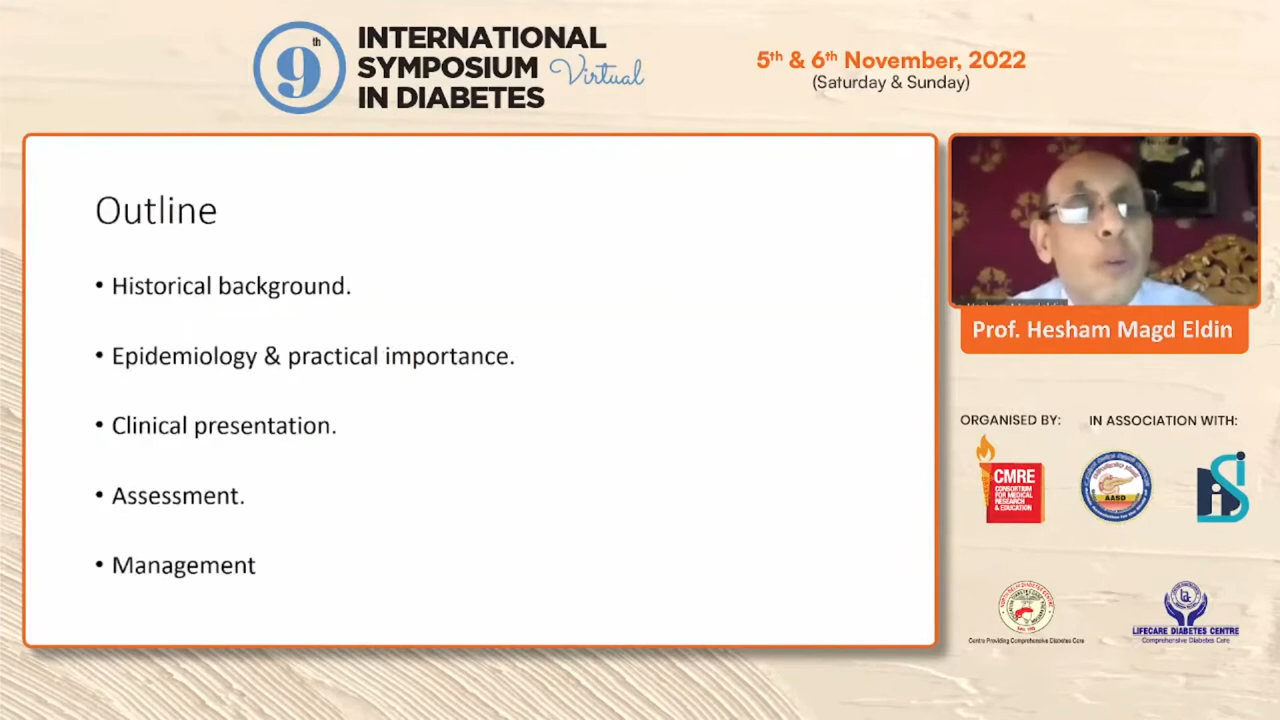 9th
INTERNATIONAL
SYMPOSIUM Virtual
IN DIABETES
5th & 6th November, 2022
(Saturday & Sunday)
Outline
• Historical background.
• Epidemiology & practical importance.
• Clinical presentation.
• Assessment.
• Management
Prof. Hesham Magd Eldin
ORGANISED BY:
IN ASSOCIATION WITH:
CMRE
CONSORTIUM
FOR MEDICAL
RESEARCH
& EDUCATION
AASD
Centre Providing Comprehensive Diabetes Care
LIFECARE DIABETES CENTRE
Comprehensive Diabetes Care